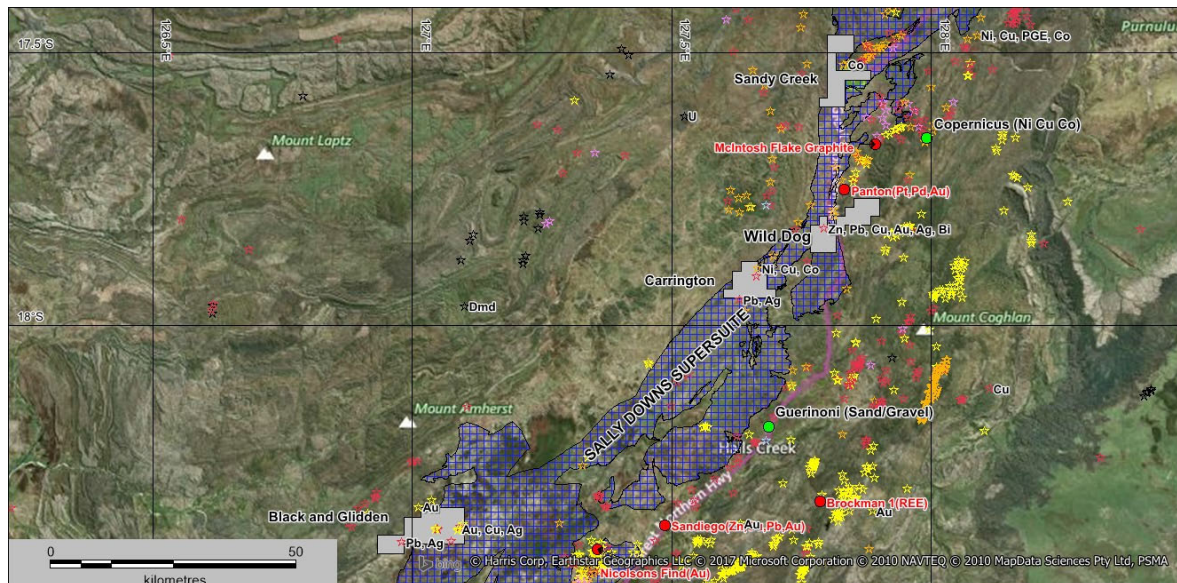 126.5°E
127°E
127.5°E
128°E
Purnulu
17.5°S
Ni, Cu, PGE, Co
Co
Sandy Creek
U
Copernicus (Ni Cu Co)
Mount Laptz
McIntosh Flake Graphite
Panton(Pt,Pd,Au)
Zn, Pb, Cu, Au, Ag, Bi
Wild Dog
Ni, Cu, Co
Carrington
Pb, Ag
Dmd
18°S
Mount Coghlan
SALLY DOWNS SUPERSUITE
Cu
Mount Amherst
Guerinoni (Sand/Gravel)
Halls Creek
Northern Hwy
Brockman 1(REE)
Au
Au
Black and Glidden
Au, Cu, Ag
Sandiego(Zn, Pb,Au)
Au
Pb, Ag
0 50
kilometres
bing
© Harris Corp, Earthstar Geographics LLC © 2017 Microsoft Corporation © 2010 NAVTEQ © 2010 MapData Sciences Pty Ltd, PSMA
Nicolsons Find(Au)